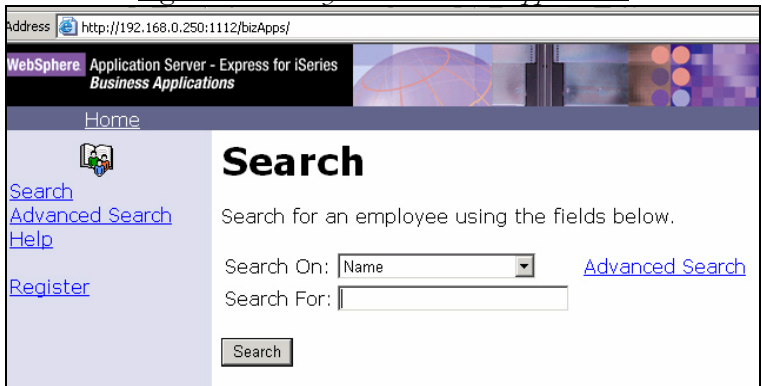 Address http://192.168.0.250:1112/bizApps/
WebSphere. Application Server - Express for iSeries
Business Applications
Home
Search
Advanced Search
Help
Register
Search
Search for an employee using the fields below.
Search On: Name Advanced Search
Search For:
Search